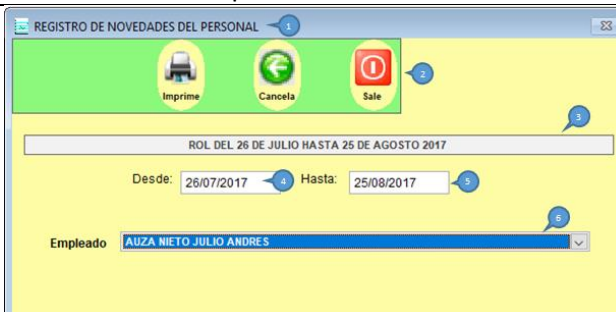 REGISTRO DE NOVEDADES DEL PERSONAL 1
Imprime Cancela Sale 2
3
ROL DEL 26 DE JULIO HASTA 25 DE AGOSTO 2017
Desde: 26/07/2017 4 Hasta: 25/08/2017 5
6
Empleado AUZA NIETO JULIO ANDRES